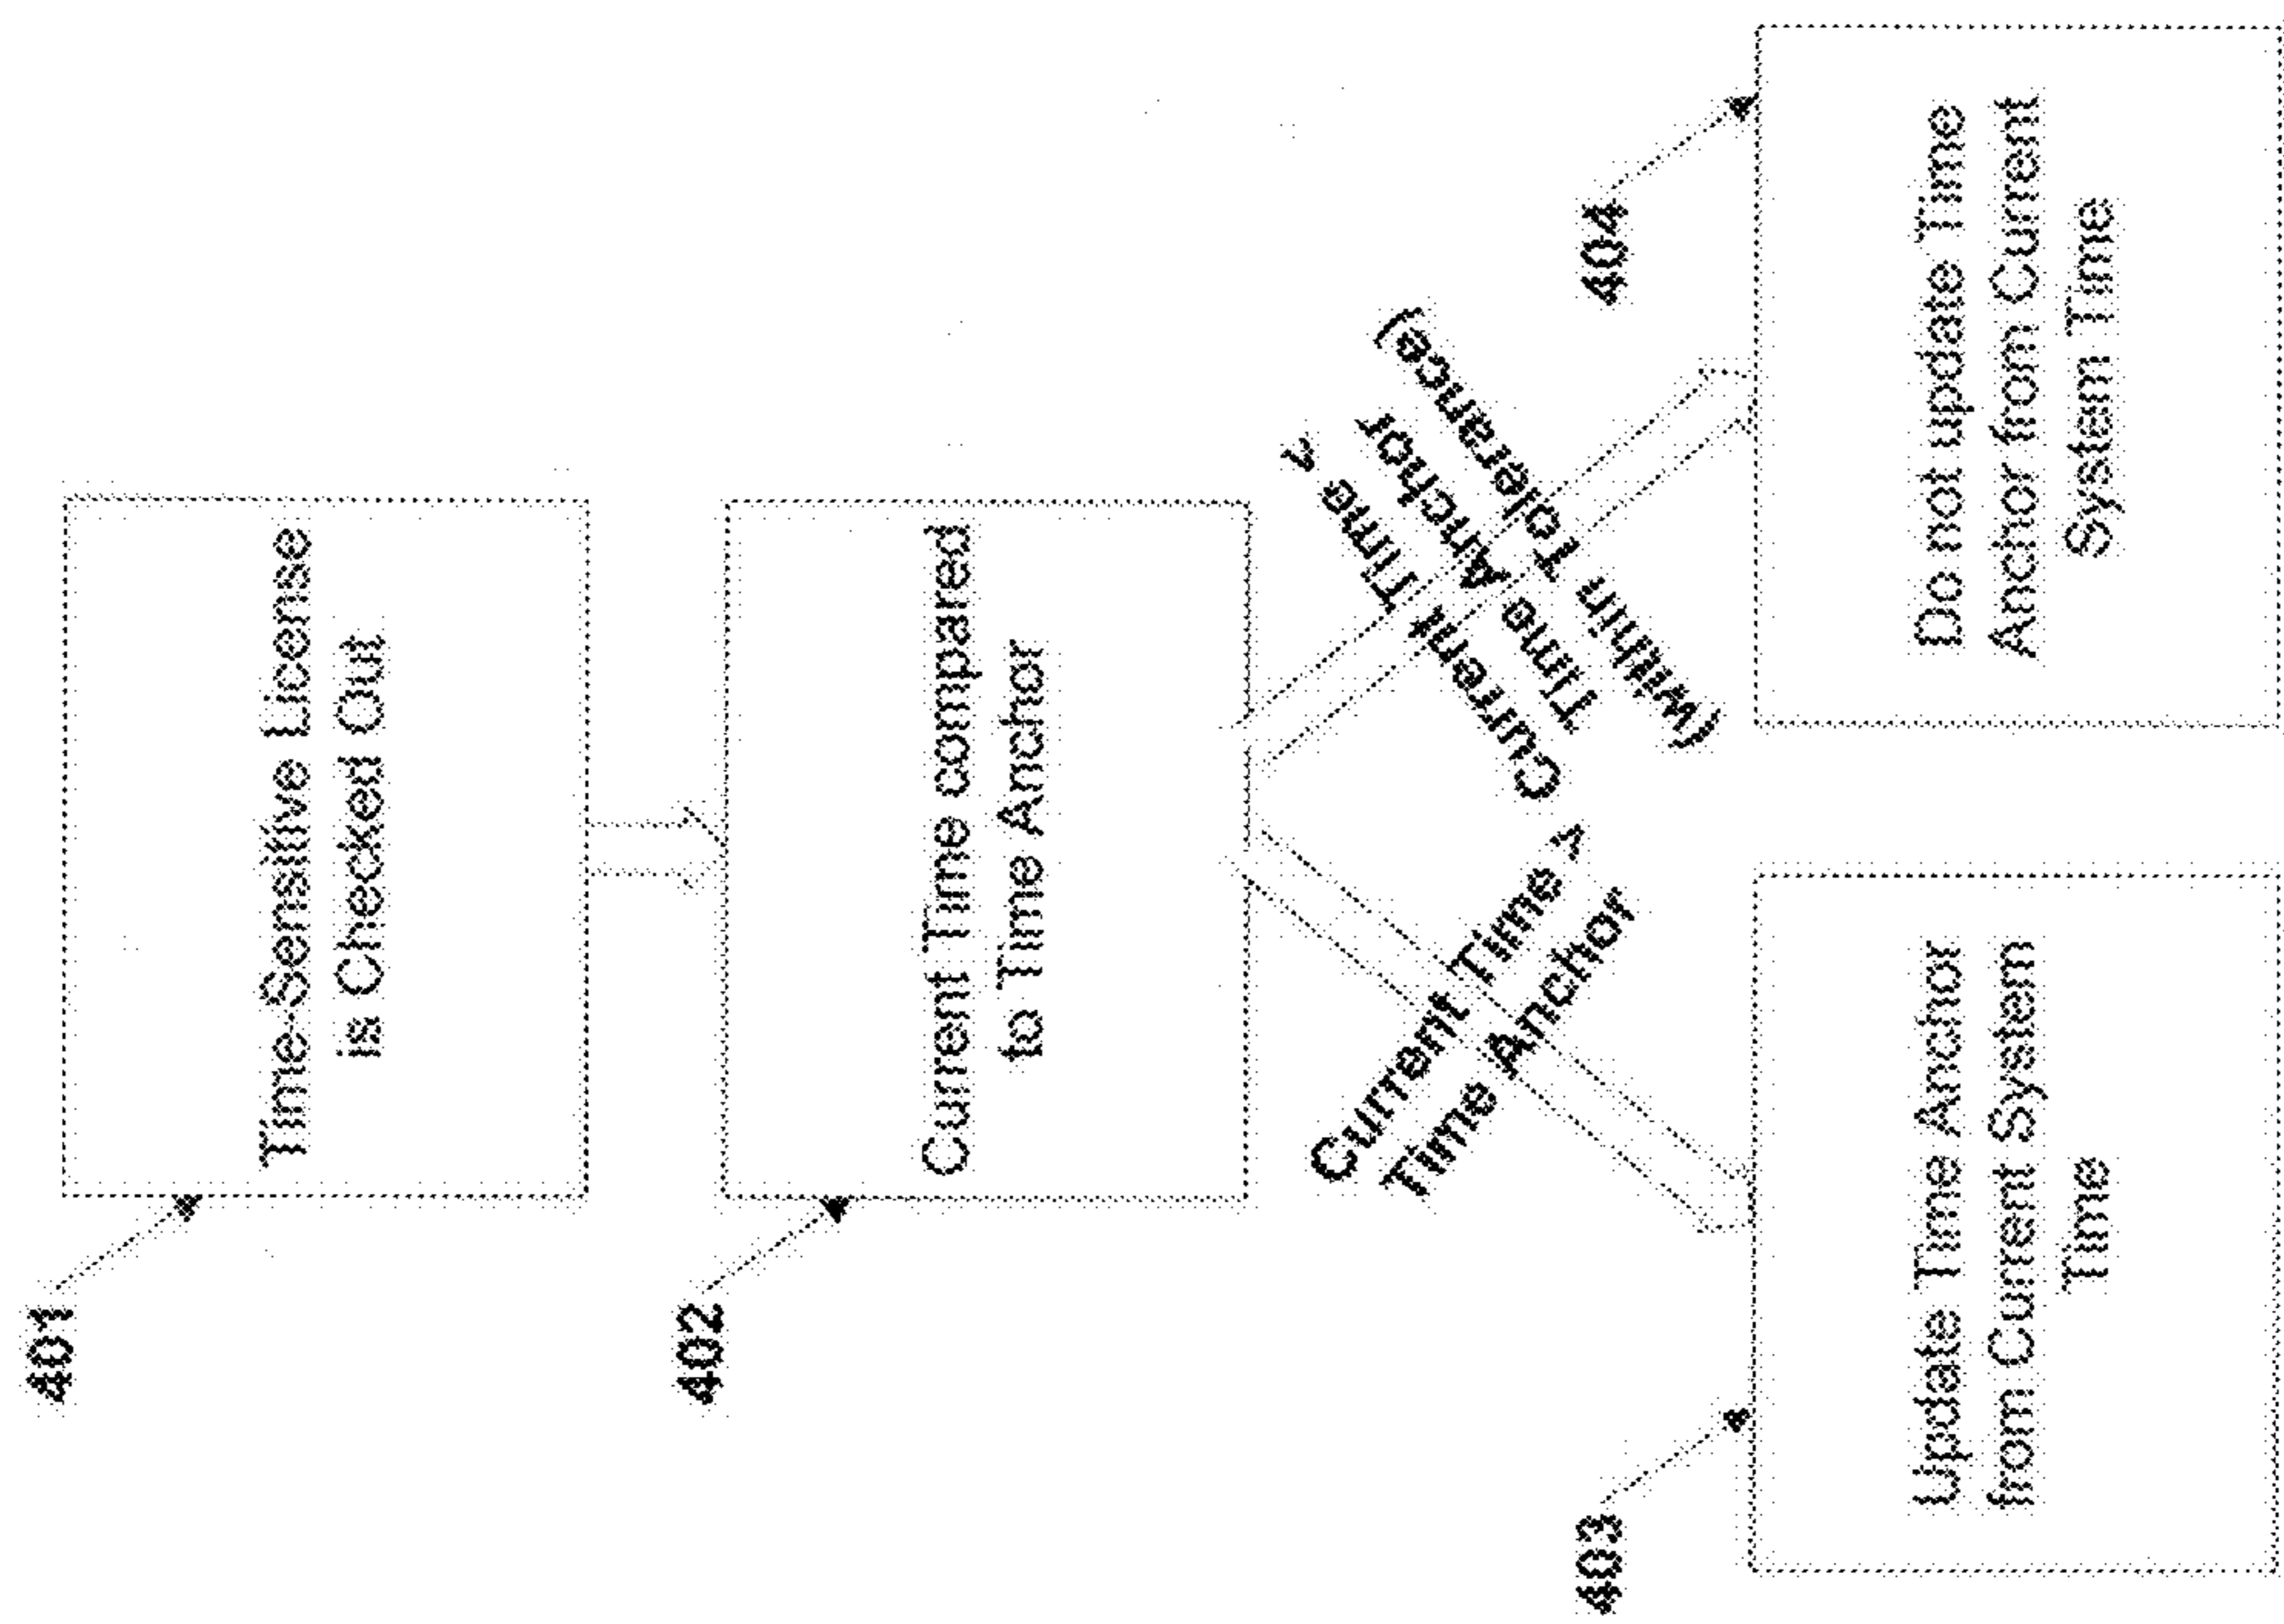 401
Time-Sensitive License
is Checked Out
402
Current Time compared
to Time Anchor
Current Time >
Time Anchor
Current Time <
Time Anchor
(within Tolerance)
403
Update Time Anchor
from Current System
Time
404
Do not update Time
Anchor from Current
System Time